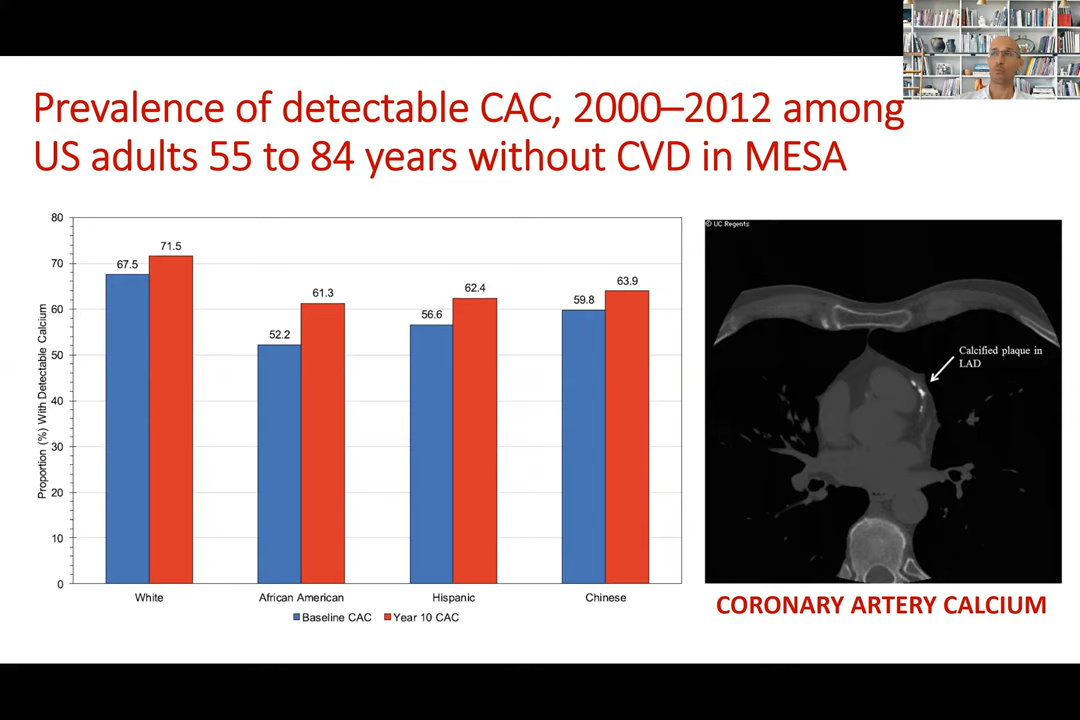 Prevalence of detectable CAC, 2000–2012 among
US adults 55 to 84 years without CVD in MESA
Proportion (%) With Detectable Calcium
80
70
60
50
40
30
20
10
0
67.5
71.5
52.2
61.3
56.6
62.4
59.8
63.9
White
African American
Hispanic
Chinese
Baseline CAC
Year 10 CAC
© UC Regents
Calcified plaque in
LAD
CORONARY ARTERY CALCIUM